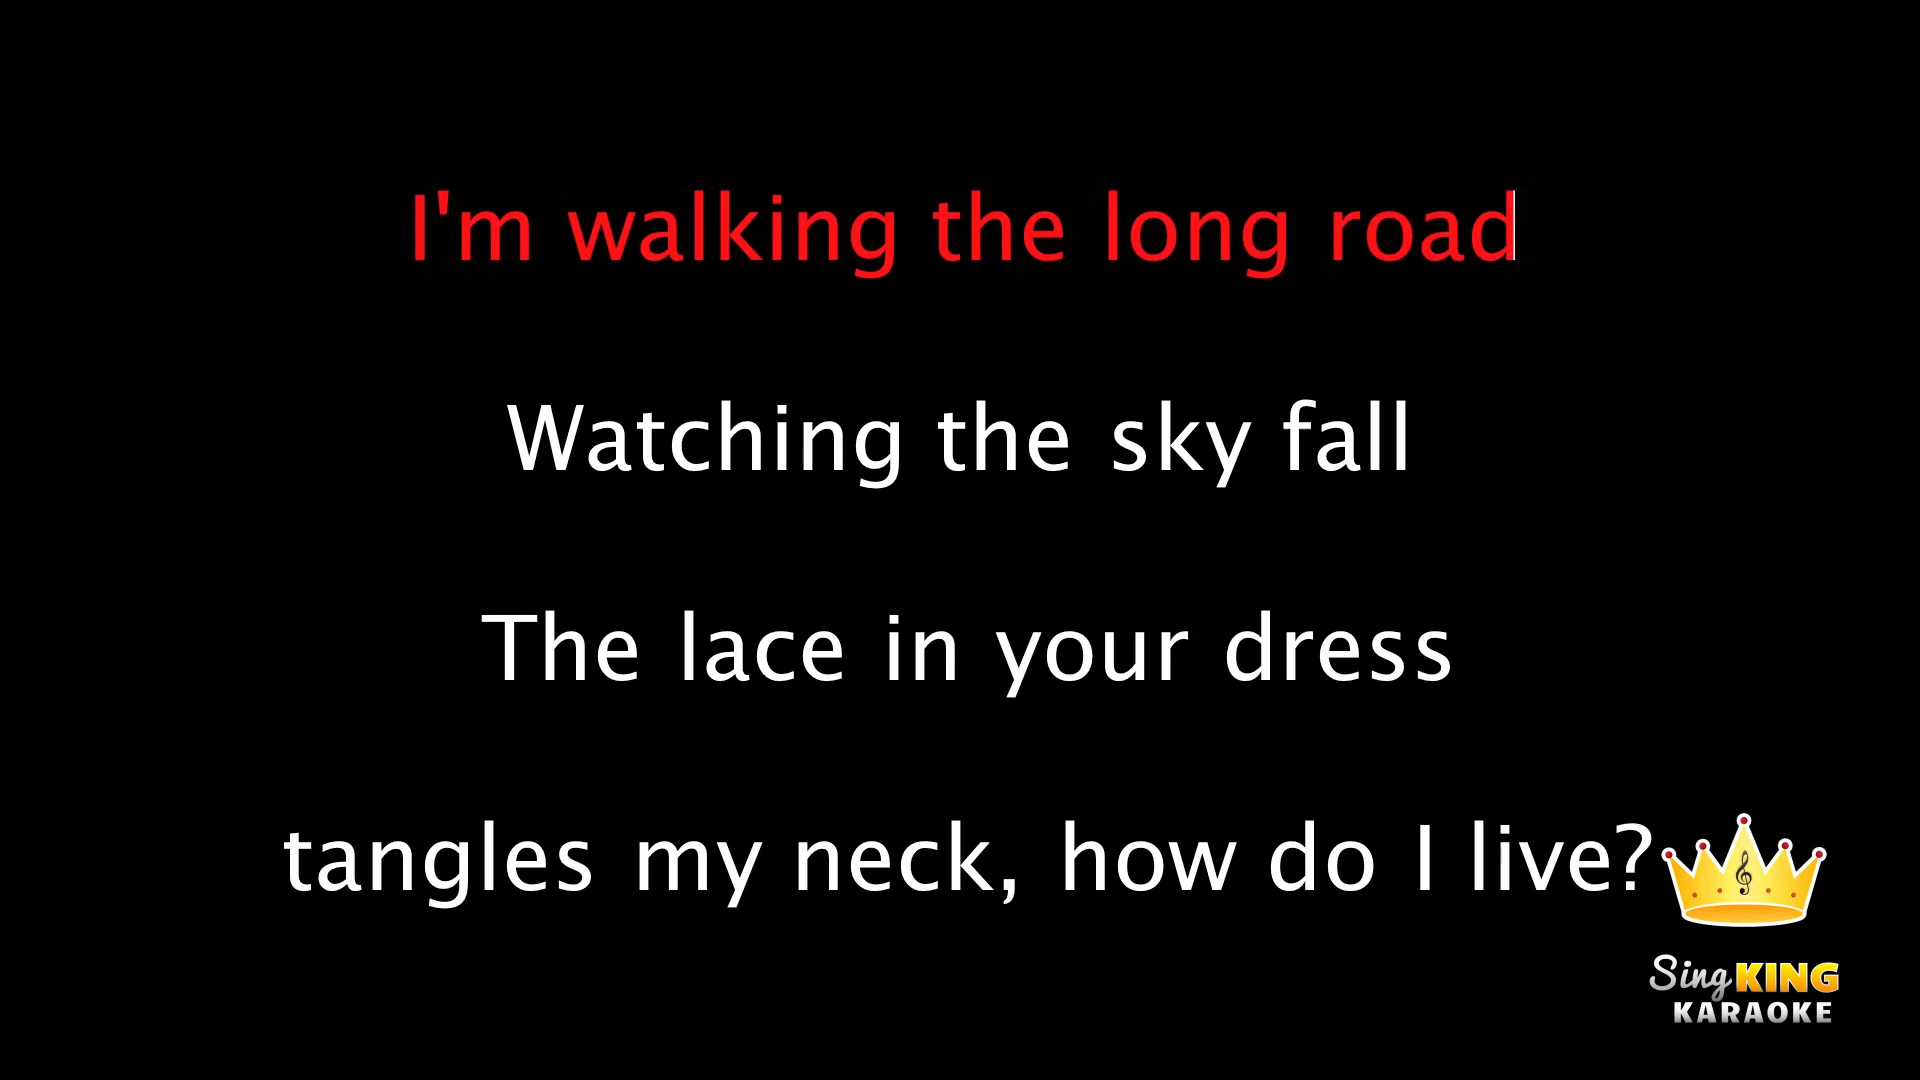 I'm walking the long road
Watching the sky fall
The lace in your dress
tangles my neck, how do I live?
Sing KING
KARAOKE